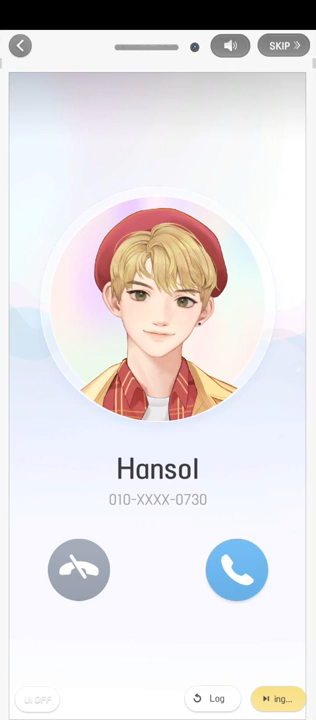 SKIP
Hansol
010-XXXX-0730
UI OFF
Log
ing...